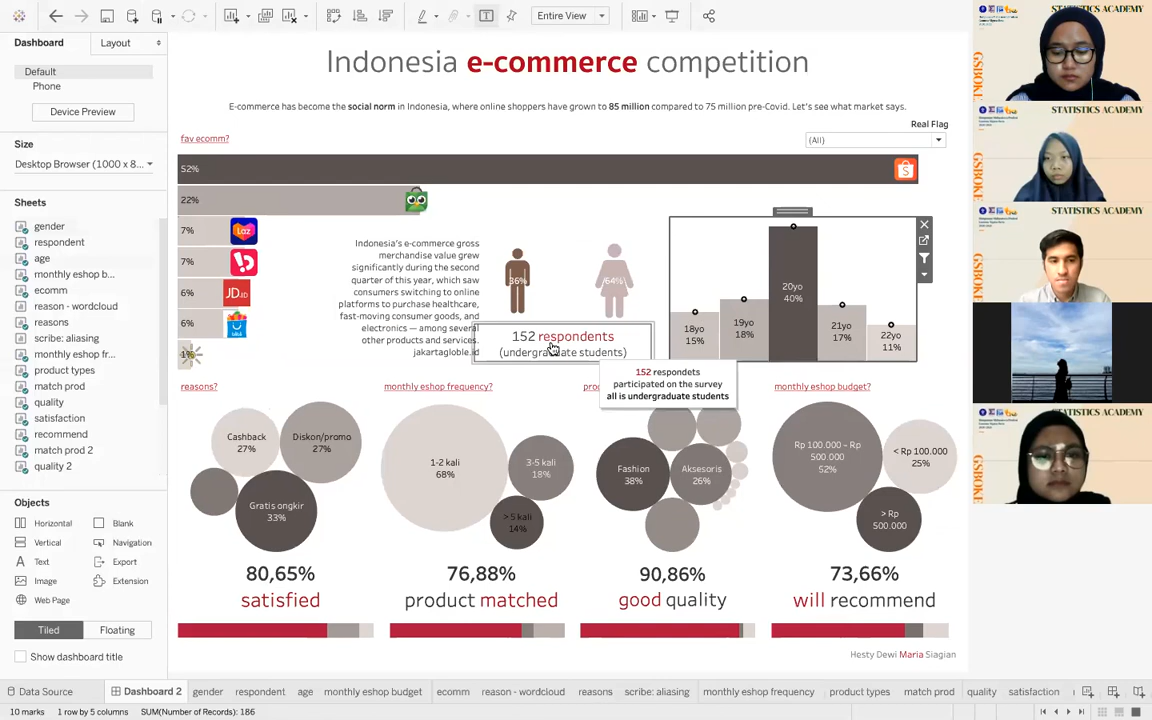 Entire View
Dashboard
Layout
Default
Phone
Device Preview
Size
Desktop Browser (1000 x 8...
Sheets
gender
respondent
age
monthly eshop b...
ecomm
reason - wordcloud
reasons
scribe: aliasing
monthly eshop fr...
product types
match prod
quality
satisfaction
recommend
match prod 2
quality 2
Objects
Horizontal
Blank
Vertical
Navigation
Text
Export
Image
Extension
Web Page
Tiled
Floating
Show dashboard title
Indonesia e-commerce competition
E-commerce has become the social norm in Indonesia, where online shoppers have grown to 85 million compared to 75 million pre-Covid. Let's see what market says.
Real Flag
(All)
fav ecomm?
52%
22%
7%
Laz
7%
6%
JD.id
6%
1%
Indonesia's e-commerce gross
merchandise value grew
significantly during the second
quarter of this year, which saw
consumers switching to online
platforms to purchase healthcare,
fast-moving consumer goods, and
electronics — among several
other products and services.
jakartaglobe.id
36%
64%
152 respondents
(undergraduate students)
152 respondets
participated on the survey
all is undergraduate students
18yo
15%
19yo
18%
20yo
40%
21yo
17%
22yo
11%
reasons?
Cashback
27%
Diskon/promo
27%
Gratis ongkir
33%
monthly eshop frequency?
1-2 kali
68%
3-5 kali
18%
> 5 kali
14%
Fashion
38%
Aksesoris
26%
monthly eshop budget?
Rp 100.000 – Rp
500.000
52%
< Rp 100.000
25%
> Rp
500.000
80,65%
satisfied
76,88%
product matched
90,86%
good quality
73,66%
will recommend
Hesty Dewi Maria Siagian
Data Source
Dashboard 2
gender
respondent
age
monthly eshop budget
ecomm
reason - wordcloud
reasons
scribe: aliasing
monthly eshop frequency
product types
match prod
quality
satisfaction
10 marks
1 row by 5 columns
SUM(Number of Records): 186
STATISTICS ACADEMY
GSBOKE
STATISTICS ACADEMY
GSBOKE
STATISTICS ACADEMY
GSBOKE
STATISTICS ACADEMY
GSBOKE